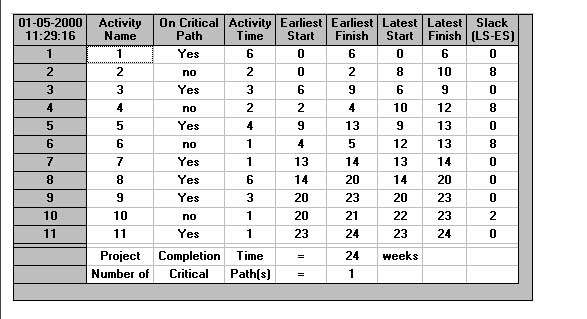 01-05-2000 Activity On Critical Activity Earliest Earliest Latest Latest Slack
11:29:16 Name Path Time Start Finish Start Finish (LS-ES)
1 1 Yes 6 0 6 0 6 0
2 2 no 2 0 2 8 10 8
3 3 Yes 3 6 9 6 9 0
4 4 no 2 2 4 10 12 8
5 5 Yes 4 9 13 9 13 0
6 6 no 1 4 5 12 13 8
7 7 Yes 1 13 14 13 14 0
8 8 Yes 6 14 20 14 20 0
9 9 Yes 3 20 23 20 23 0
10 10 no 1 20 21 22 23 2
11 11 Yes 1 23 24 23 24 0
Project Completion Time = 24 weeks
Number of Critical Path(s) = 1